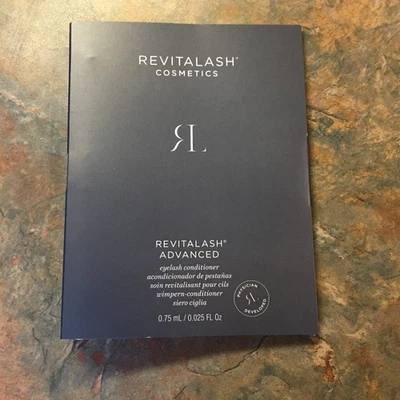 REVITALASH®
COSMETICS
RL
REVITALASH®
ADVANCED
eyelash conditioner
acondicionador de pestañas
soin revitalisant pour cils
wimpern-conditioner
siero ciglia
0.75 mL / 0.025 FL Oz
PHYSICIAN
RL
DEVELOPED